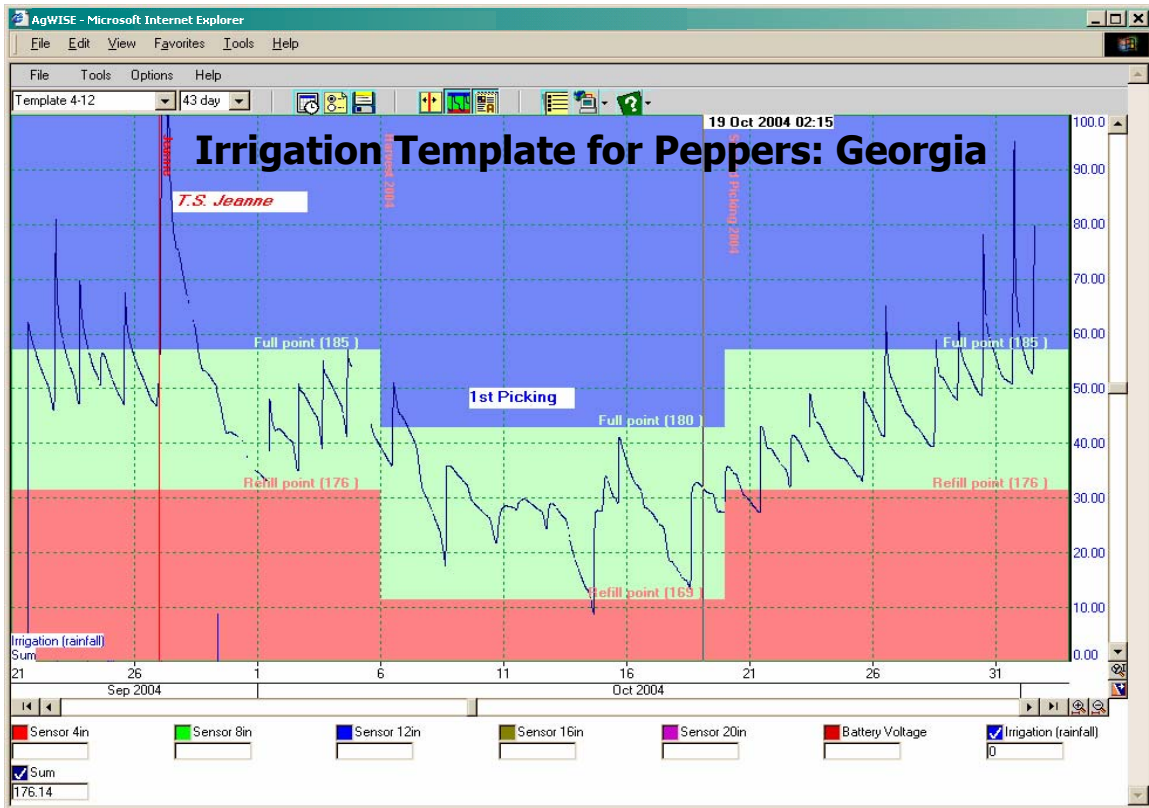 AgWISE - Microsoft Internet Explorer
File Edit View Favorites Tools Help
File Tools Options Help
Template 4-12 43 day
19 Oct 2004 02:15
Irrigation Template for Peppers: Georgia
Jeanne
Harvest 2004
Picking 2004
T.S. Jeanne
100.0
90.00
80.00
70.00
60.00
50.00
40.00
30.00
20.00
10.00
0.00
Full point (185 )
Full point (185 )
1st Picking
Full point (180 )
Refill point (176 )
Refill point (176 )
Refill point (169 )
Irrigation (rainfall)
Sum
21 26 1 6 11 16 21 26 31
Sep 2004 Oct 2004
Sensor 4in Sensor 8in Sensor 12in Sensor 16in Sensor 20in Battery Voltage Irrigation (rainfall)
0
Sum
176.14